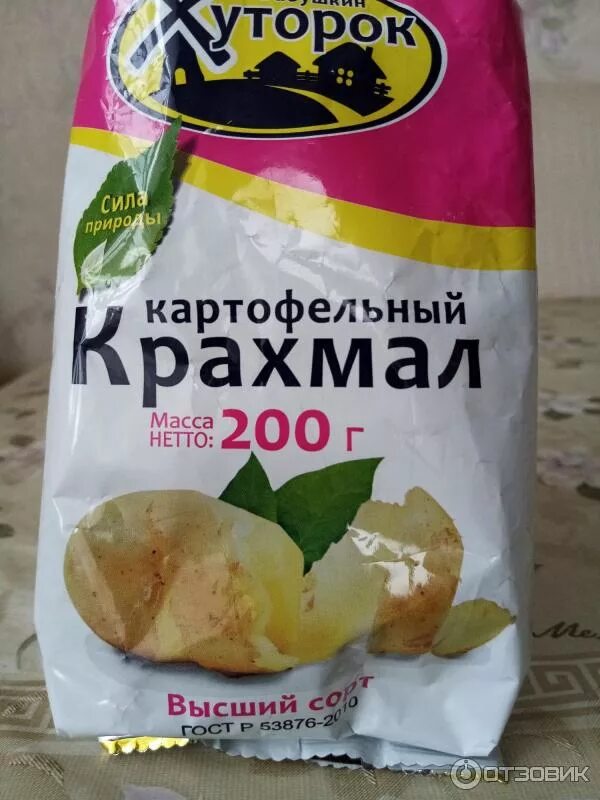 Хуторок
Сила
природы
картофельный
Крахмал
Масса
НЕТТО: 200 г
Высший сорт
ГОСТ Р 53876-2010
ОТЗОВИК